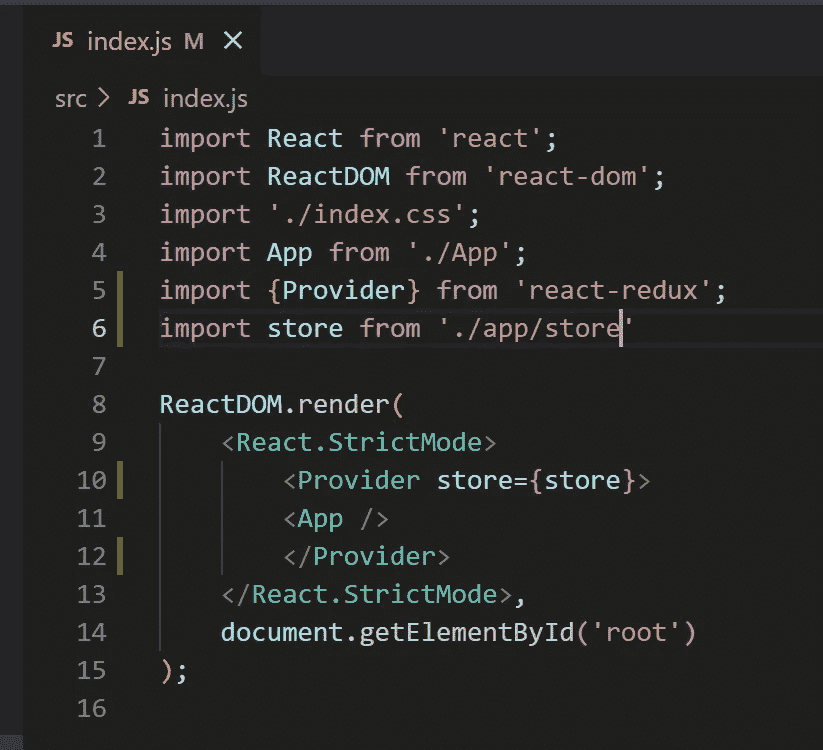 JS index.js M ×
src > JS index.js
1 import React from 'react';
2 import ReactDOM from 'react-dom';
3 import './index.css';
4 import App from './App';
5 import {Provider} from 'react-redux';
6 import store from './app/store'
7
8 ReactDOM.render(
9     <React.StrictMode>
10         <Provider store={store}>
11         <App />
12         </Provider>
13     </React.StrictMode>,
14     document.getElementById('root')
15 );
16